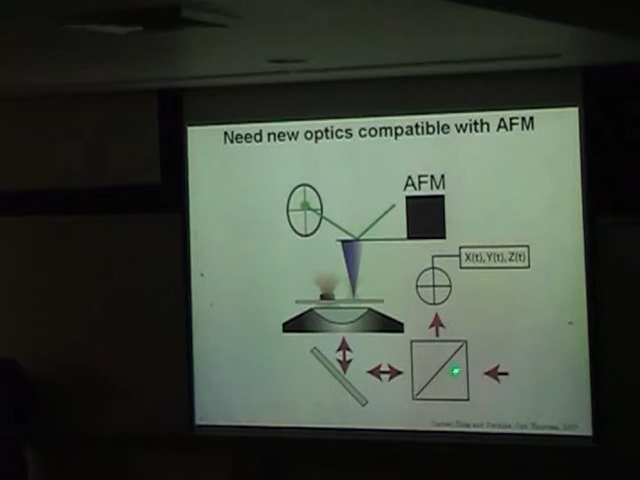 Need new optics compatible with AFM
AFM
X(t), Y(t), Z(t)